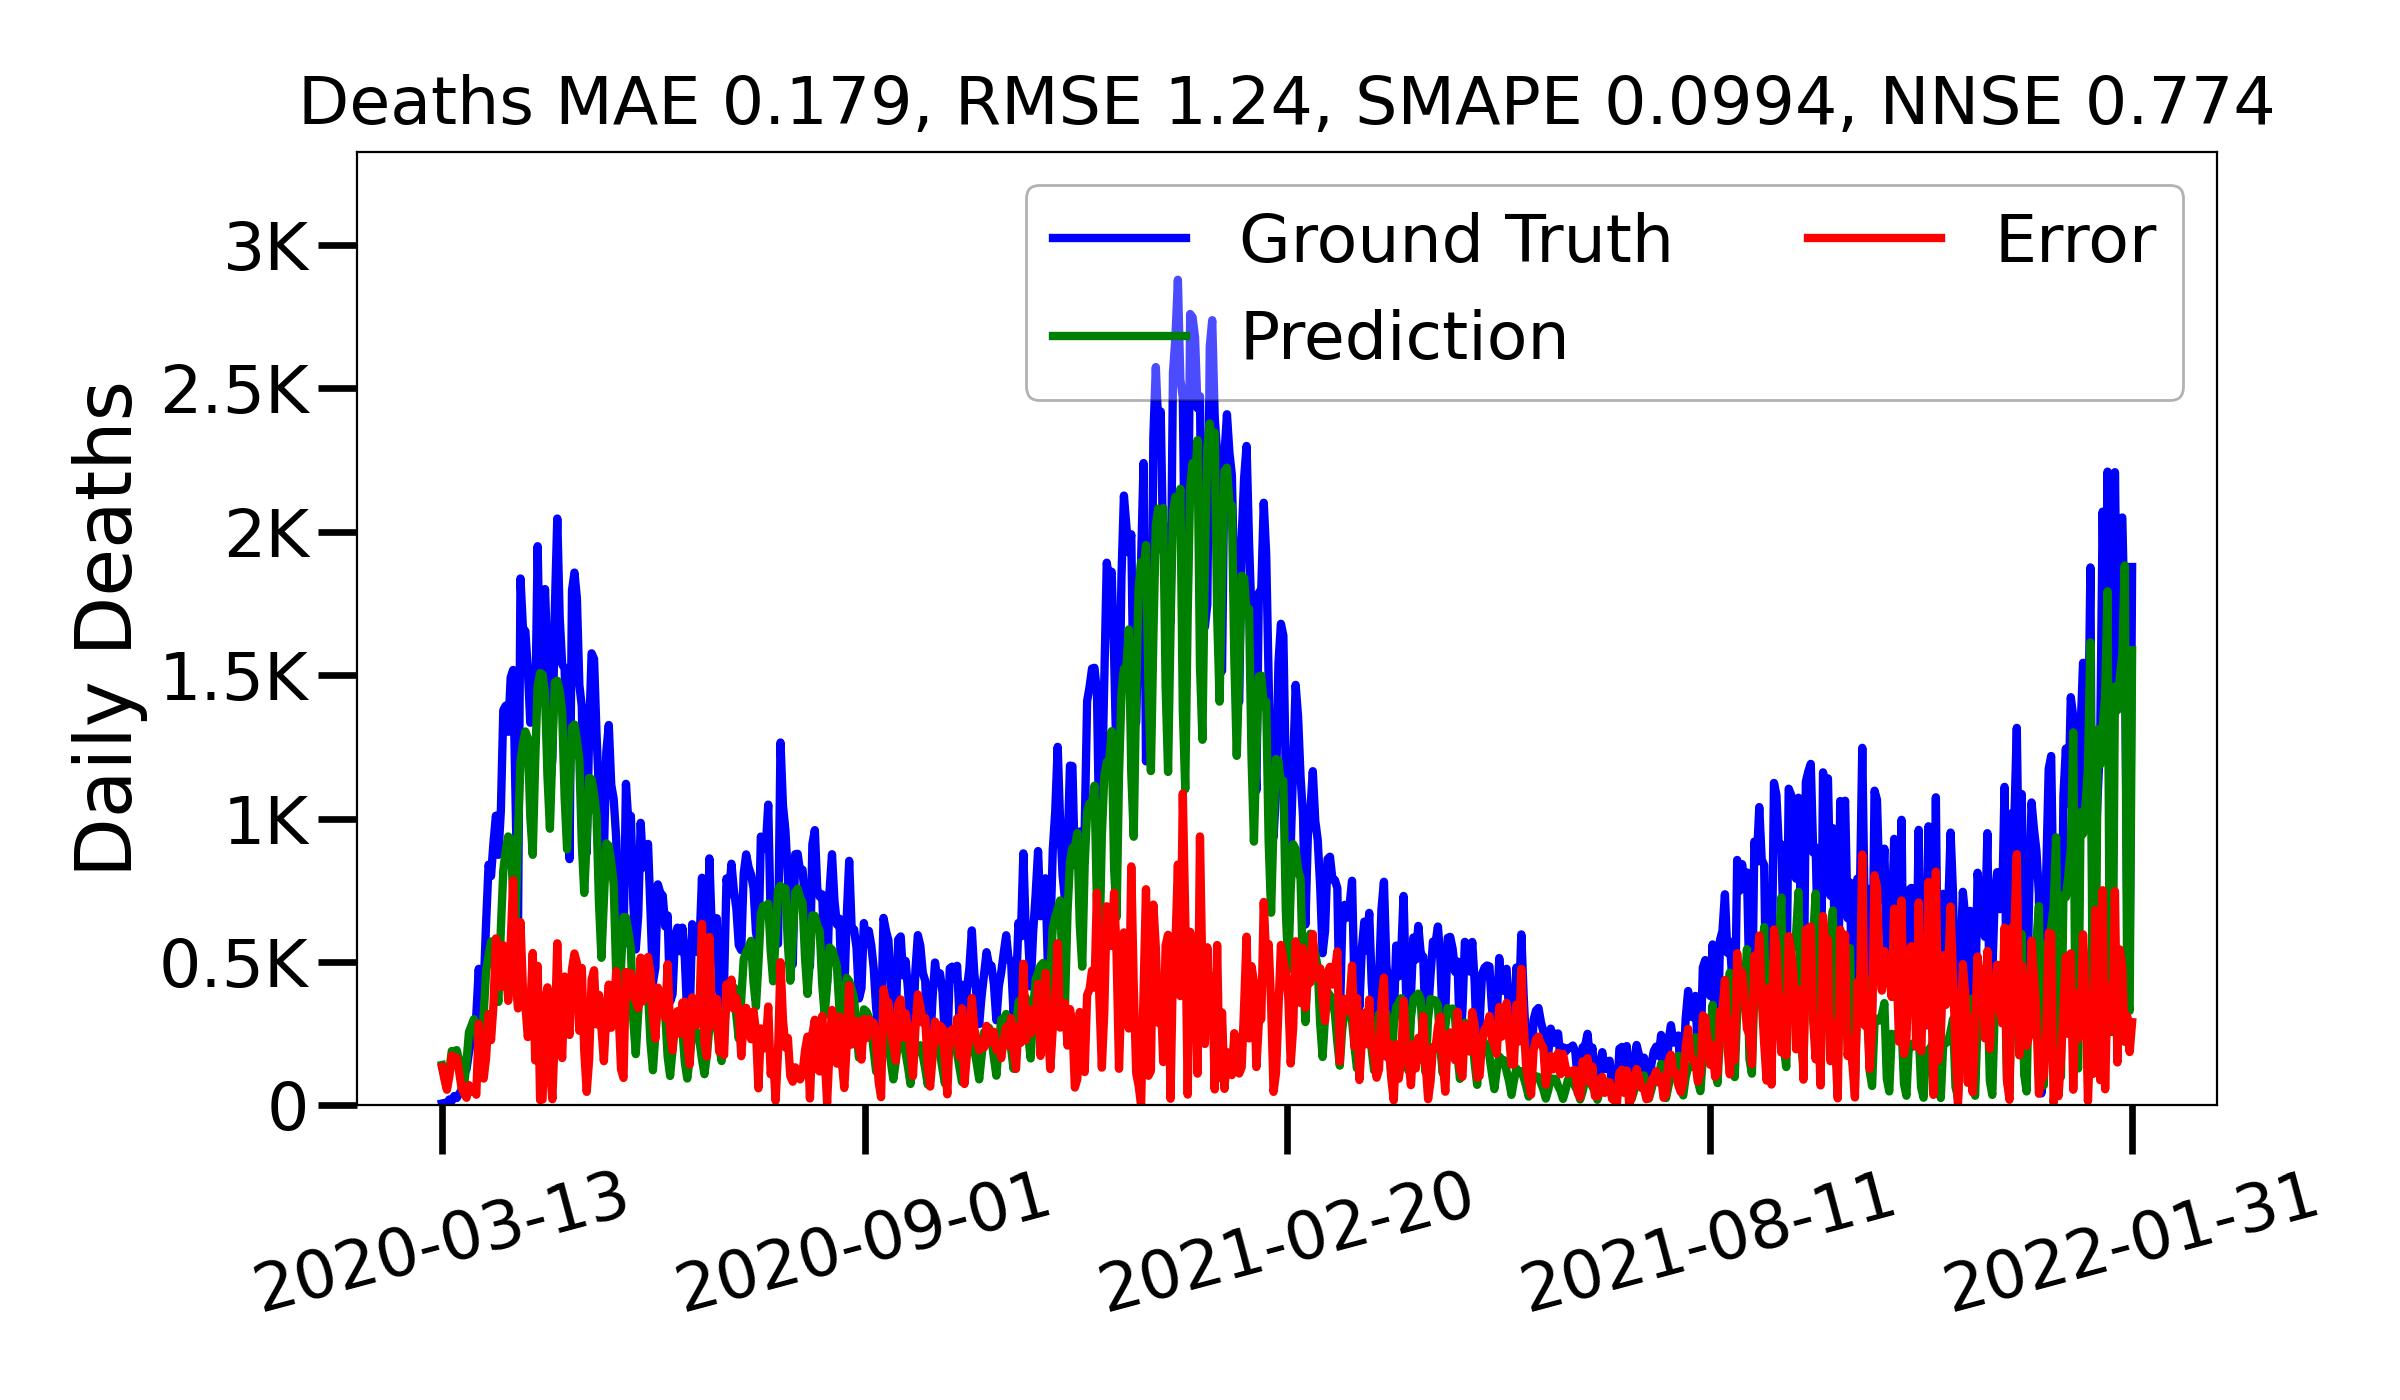 Deaths MAE 0.179, RMSE 1.24, SMAPE 0.0994, NNSE 0.774
Ground Truth
Error
Prediction
Daily Deaths
3K
2.5K
2K
1.5K
1K
0.5K
0
2020-03-13
2020-09-01
2021-02-20
2021-08-11
2022-01-31